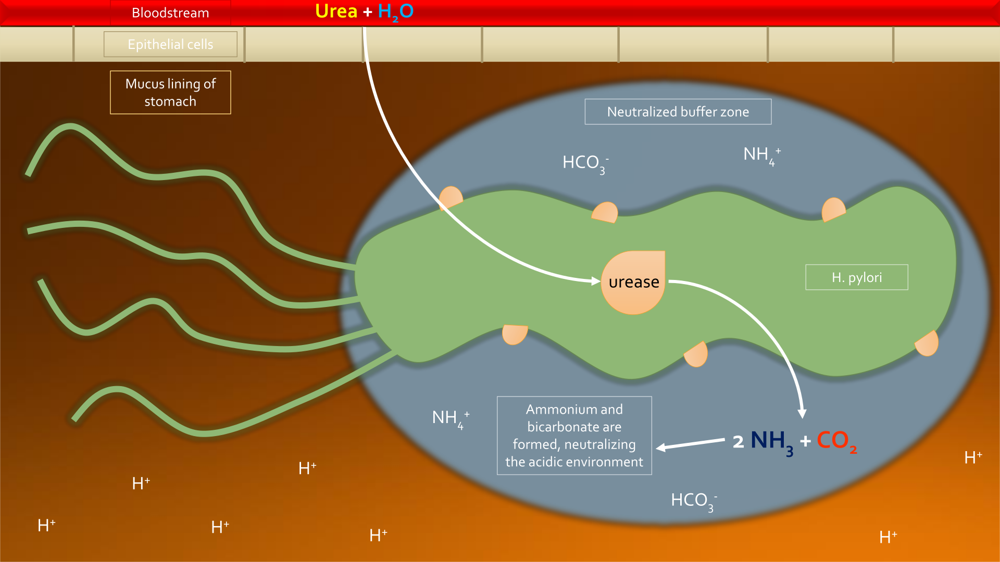 Bloodstream
Urea + H₂O
Epithelial cells
Mucus lining of
stomach
Neutralized buffer zone
HCO₃⁻
NH₄⁺
urease
H. pylori
NH₄⁺
Ammonium and
bicarbonate are
formed, neutralizing
the acidic environment
2 NH₃ + CO₂
HCO₃⁻
H⁺
H⁺
H⁺
H⁺
H⁺
H⁺
H⁺